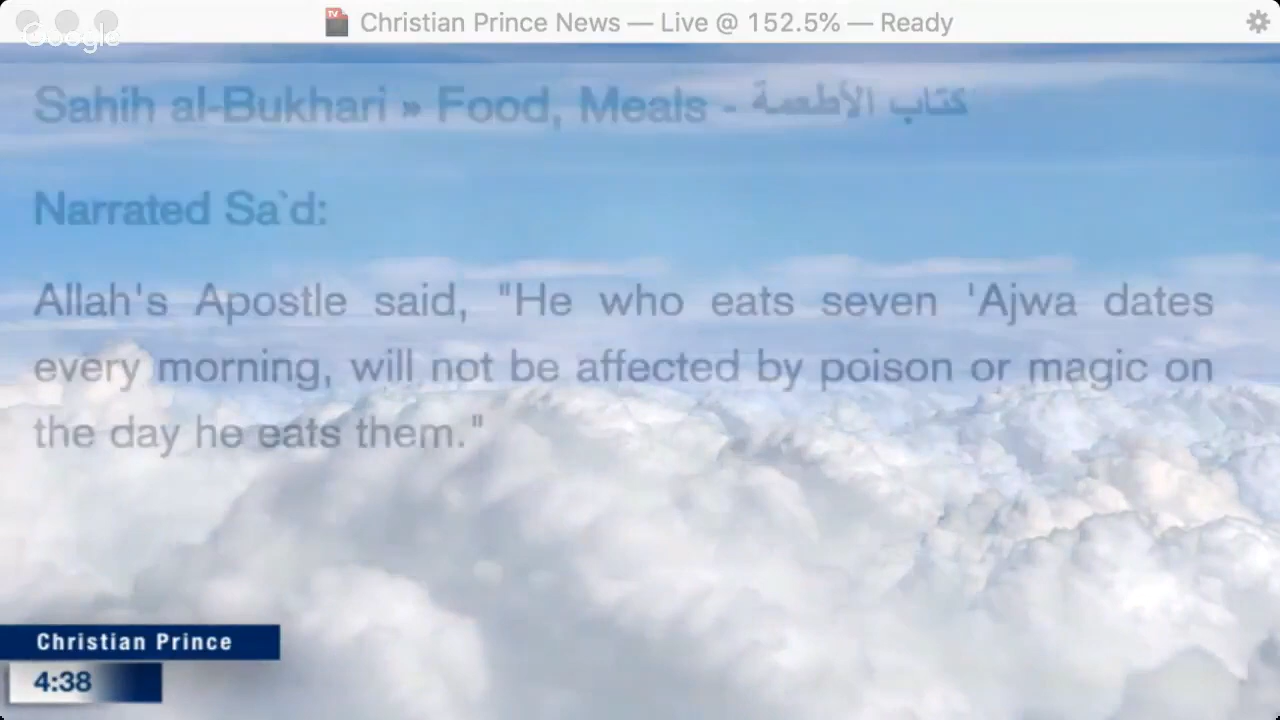 Christian Prince News — Live @ 152.5% — Ready
Google
Sahih al-Bukhari » Food, Meals - كتاب الأطعمة
Narrated Sa`d:
Allah's Apostle said, "He who eats seven 'Ajwa dates
every morning, will not be affected by poison or magic on
the day he eats them."
Christian Prince
4:38